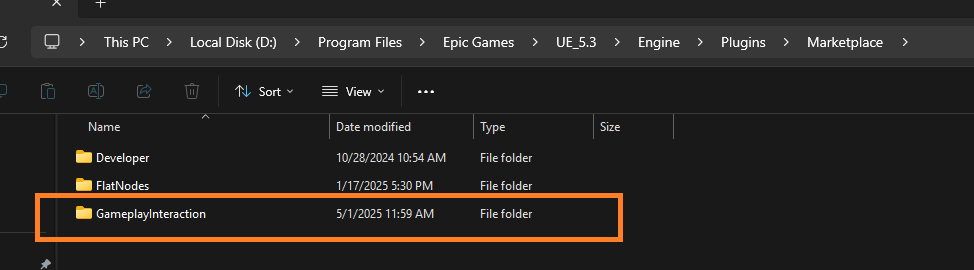 This PC > Local Disk (D:) > Program Files > Epic Games > UE_5.3 > Engine > Plugins > Marketplace >
Sort View ...
Name Date modified Type Size
Developer 10/28/2024 10:54 AM File folder
FlatNodes 1/17/2025 5:30 PM File folder
GameplayInteraction 5/1/2025 11:59 AM File folder